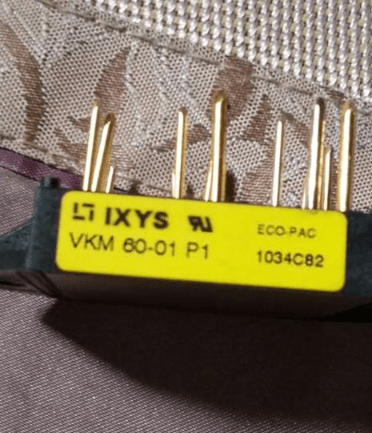 IXYS
ECO-PAC
VKM 60-01 P1
1034C82